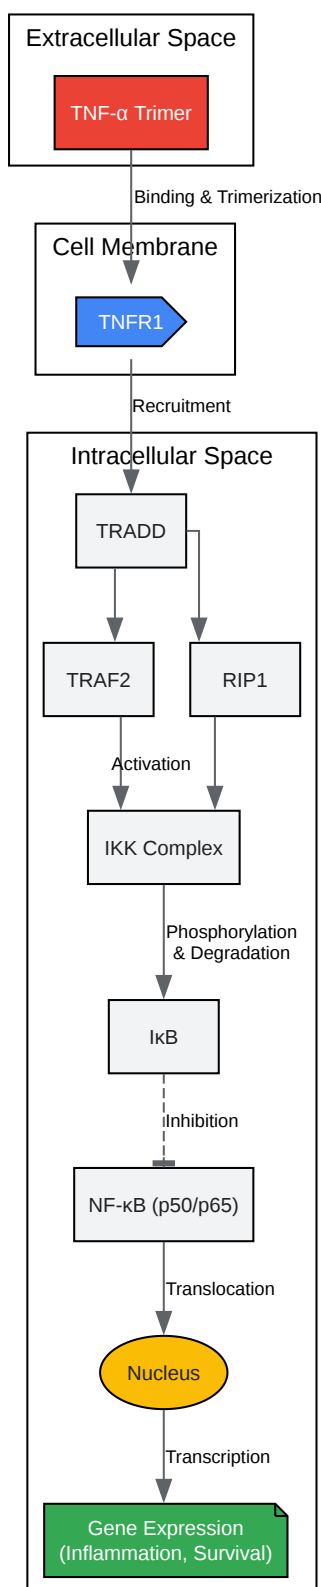 Extracellular Space
TNF-α Trimer
Binding & Trimerization
Cell Membrane
TNFR1
Recruitment
Intracellular Space
TRADD
TRAF2
RIP1
Activation
IKK Complex
Phosphorylation
& Degradation
IκB
Inhibition
NF-κB (p50/p65)
Translocation
Nucleus
Transcription
Gene Expression
(Inflammation, Survival)